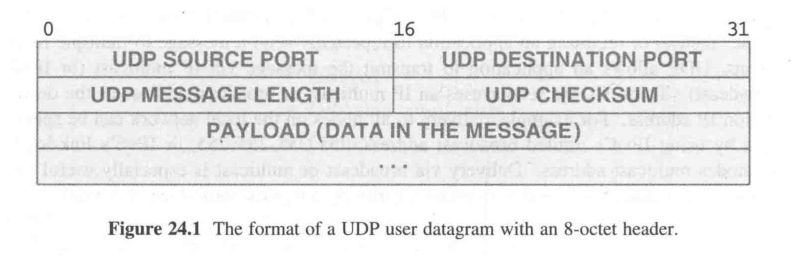 0 16 31
UDP SOURCE PORT UDP DESTINATION PORT
UDP MESSAGE LENGTH UDP CHECKSUM
PAYLOAD (DATA IN THE MESSAGE)
. . .
Figure 24.1 The format of a UDP user datagram with an 8-octet header.